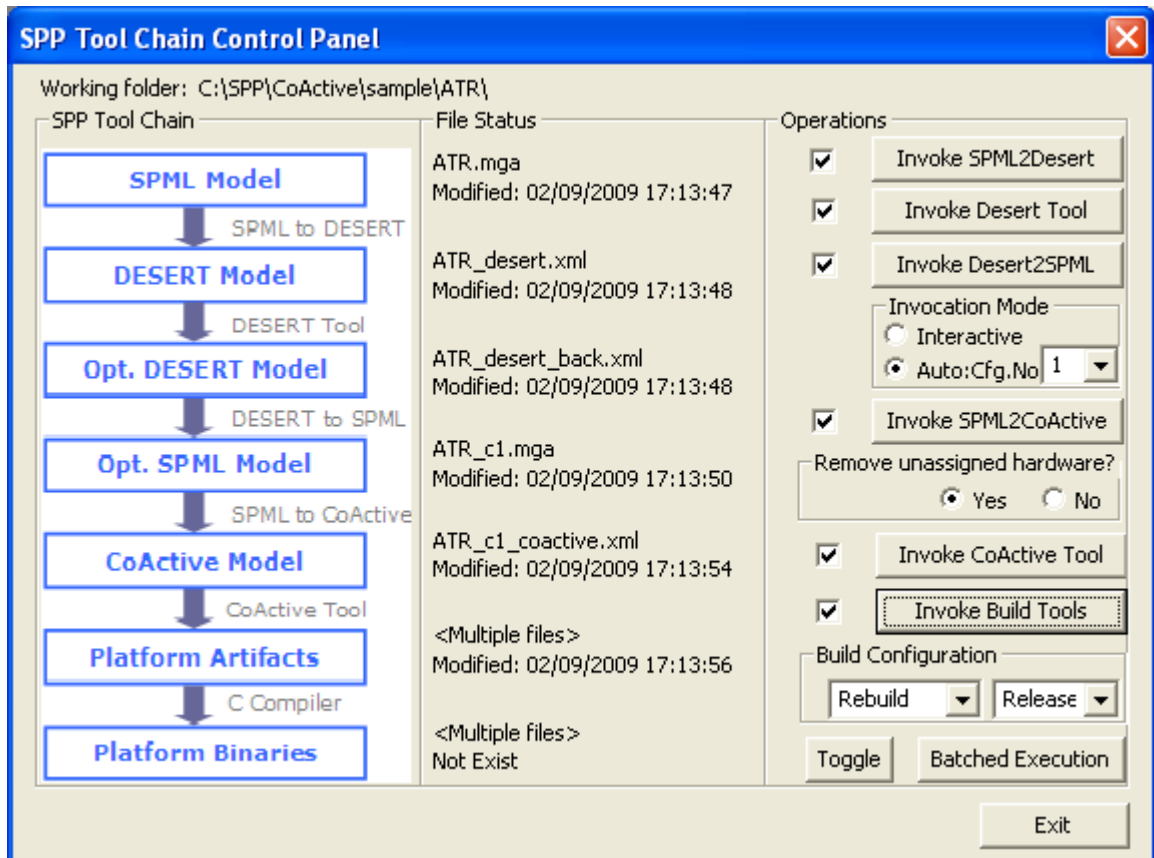 SPP Tool Chain Control Panel
Working folder: C:\SPP\CoActive\sample\ATR\
SPP Tool Chain
SPML Model
SPML to DESERT
DESERT Model
DESERT Tool
Opt. DESERT Model
DESERT to SPML
Opt. SPML Model
SPML to CoActive
CoActive Model
CoActive Tool
Platform Artifacts
C Compiler
Platform Binaries
File Status
ATR.mga
Modified: 02/09/2009 17:13:47
ATR_desert.xml
Modified: 02/09/2009 17:13:48
ATR_desert_back.xml
Modified: 02/09/2009 17:13:48
ATR_c1.mga
Modified: 02/09/2009 17:13:50
ATR_c1_coactive.xml
Modified: 02/09/2009 17:13:54
<Multiple files>
Modified: 02/09/2009 17:13:56
<Multiple files>
Not Exist
Operations
Invoke SPML2Desert
Invoke Desert Tool
Invoke Desert2SPML
Invocation Mode
Interactive
Auto:Cfg.No 1
Invoke SPML2CoActive
Remove unassigned hardware?
Yes No
Invoke CoActive Tool
Invoke Build Tools
Build Configuration
Rebuild Release
Toggle Batched Execution
Exit